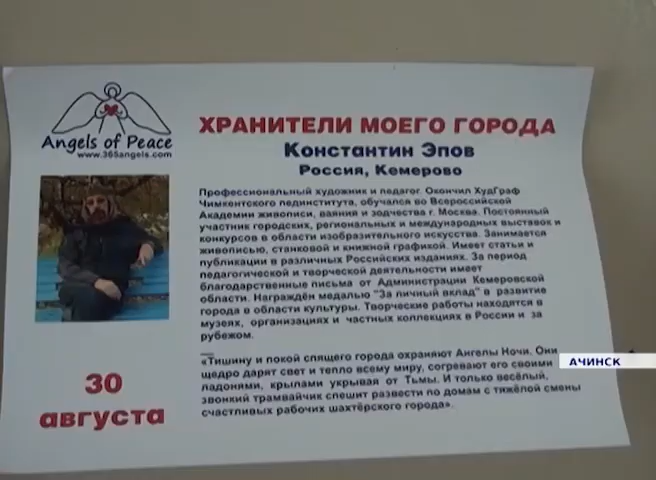 Angels of Peace
www.365angels.com
ХРАНИТЕЛИ МОЕГО ГОРОДА
Константин Эпов
Россия, Кемерово
Профессиональный художник и педагог. Окончил ХудГраф
Чимкентского пединститута, обучался во Всероссийской
Академии живописи, ваяния и зодчества г. Москва. Постоянный
участник городских, региональных и международных выставок и
конкурсов в области изобразительного искусства. Занимается
живописью, станковой и книжной графикой. Имеет статьи и
публикации в различных Российских изданиях. За период
педагогической и творческой деятельности имеет
благодарственные письма от Администрации Кемеровской
области. Награждён медалью "За личный вклад" в развитие
города в области культуры. Творческие работы находятся в
музеях, организациях и частных коллекциях в России и за
рубежом.
«Тишину и покой спящего города охраняют Ангелы Ночи. Они
щедро дарят свет и тепло всему миру, согревают его своими
ладонями, крыльями укрывая от Тьмы. И только весёлый,
звонкий трамвайчик спешит развести по домам с тяжёлой смены
счастливых рабочих шахтёрского города».
30
августа
АЧИНСК